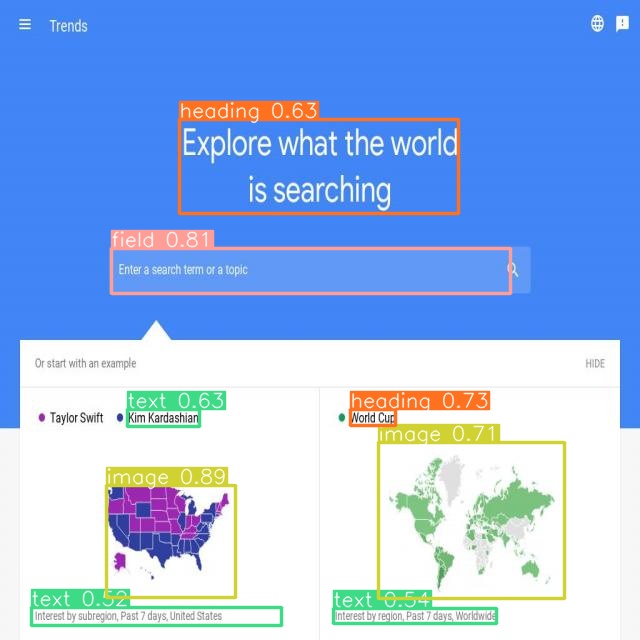 Trends
heading 0.63
Explore what the world
is searching
field 0.81
Enter a search term or a topic
Or start with an example
HIDE
text 0.63
Taylor Swift
Kim Kardashian
heading 0.73
World Cup
image 0.71
image 0.89
text 0.52
Interest by subregion, Past 7 days, United States
text 0.54
Interest by region, Past 7 days, Worldwide